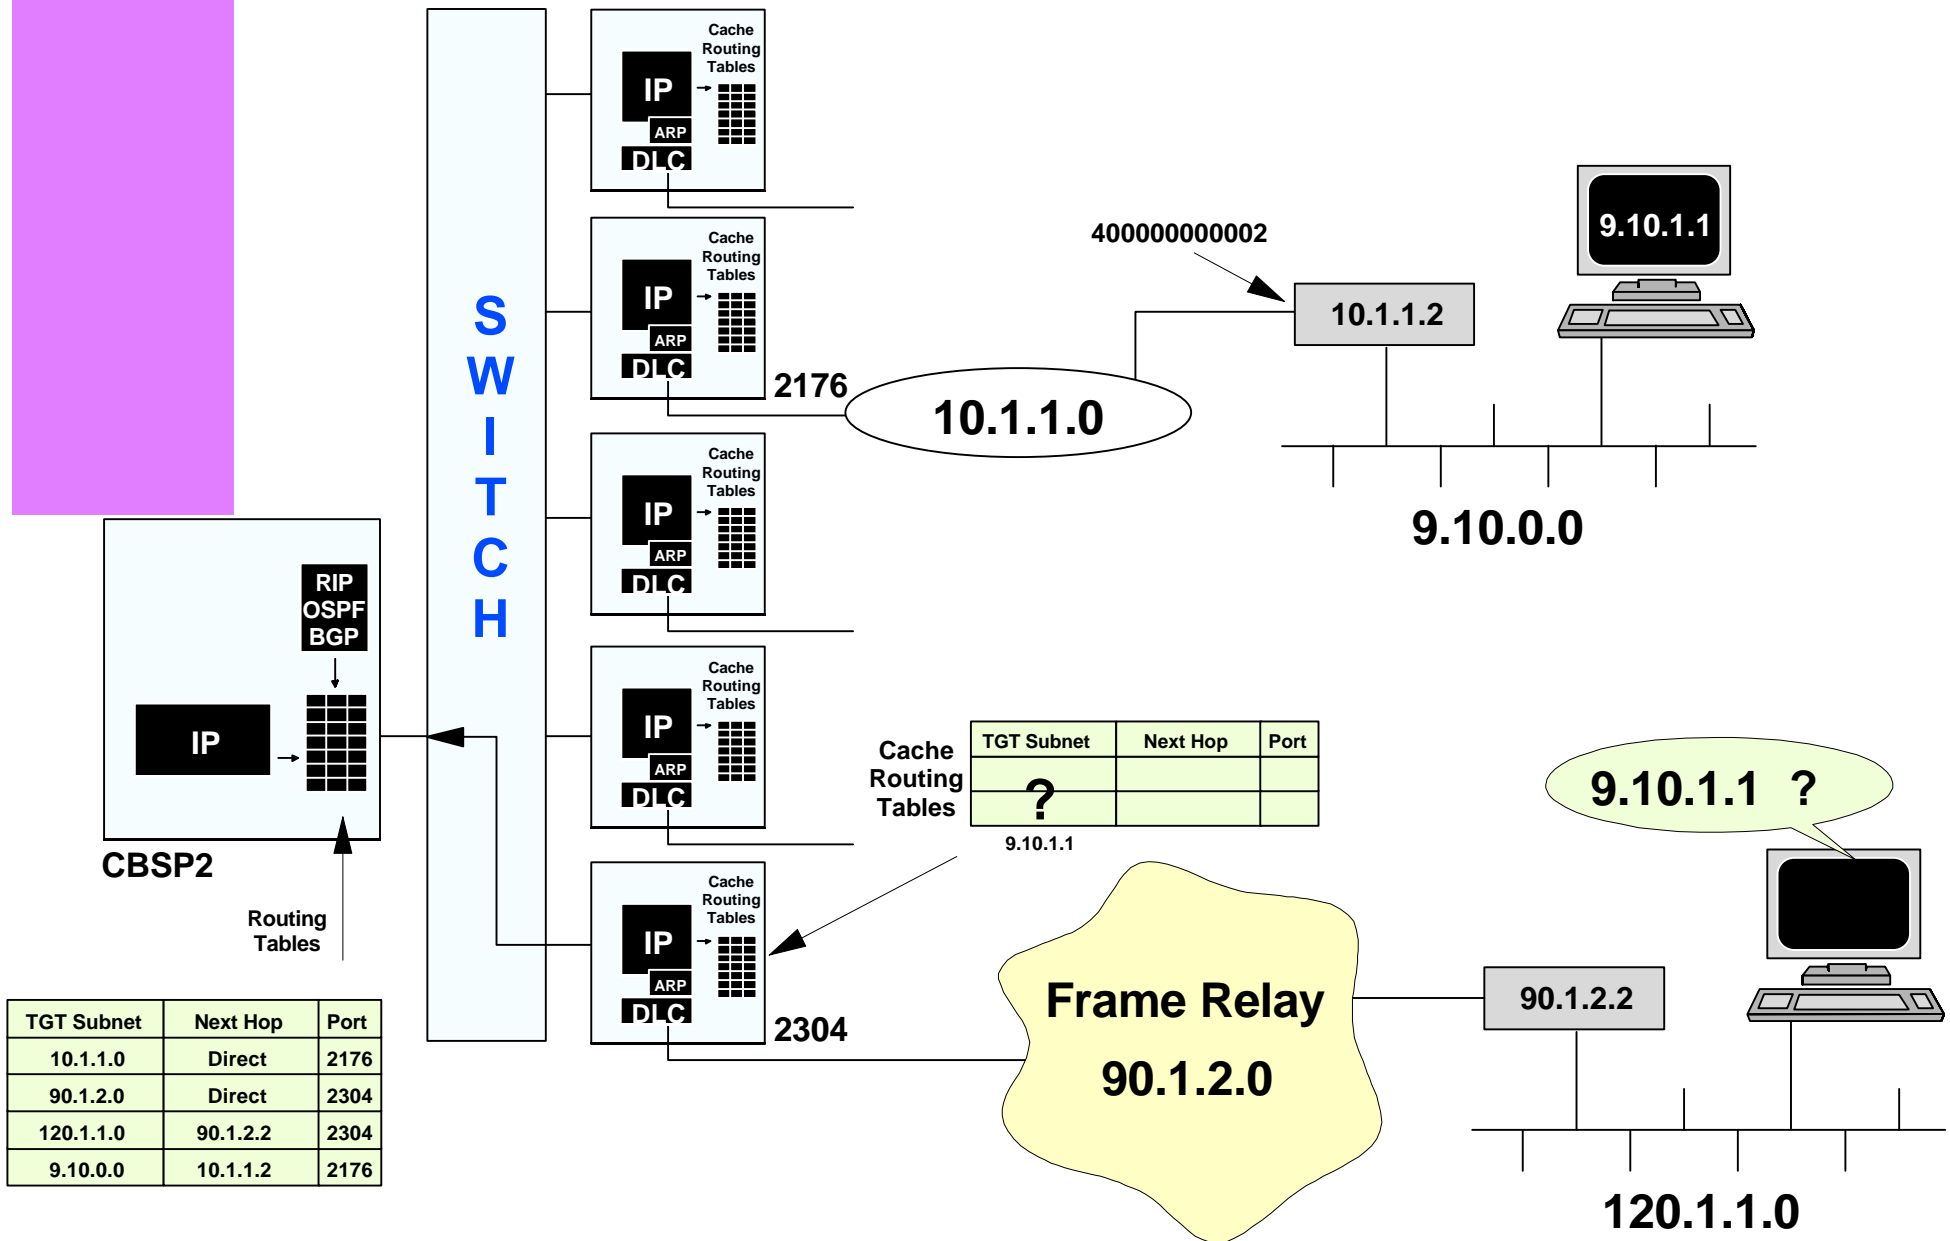 Cache
Routing
Tables
IP
ARP
DLC
Cache
Routing
Tables
IP
ARP
DLC
2176
Cache
Routing
Tables
IP
ARP
DLC
Cache
Routing
Tables
IP
ARP
DLC
Cache
Routing
Tables
IP
ARP
DLC
2304
S
W
I
T
C
H
400000000002
10.1.1.2
9.10.1.1
10.1.1.0
9.10.0.0
RIP
OSPF
BGP
IP
CBSP2
Routing
Tables
TGT Subnet Next Hop Port
10.1.1.0 Direct 2176
90.1.2.0 Direct 2304
120.1.1.0 90.1.2.2 2304
9.10.0.0 10.1.1.2 2176
Cache
Routing
Tables
TGT Subnet Next Hop Port
?
9.10.1.1
9.10.1.1 ?
Frame Relay
90.1.2.0
90.1.2.2
120.1.1.0